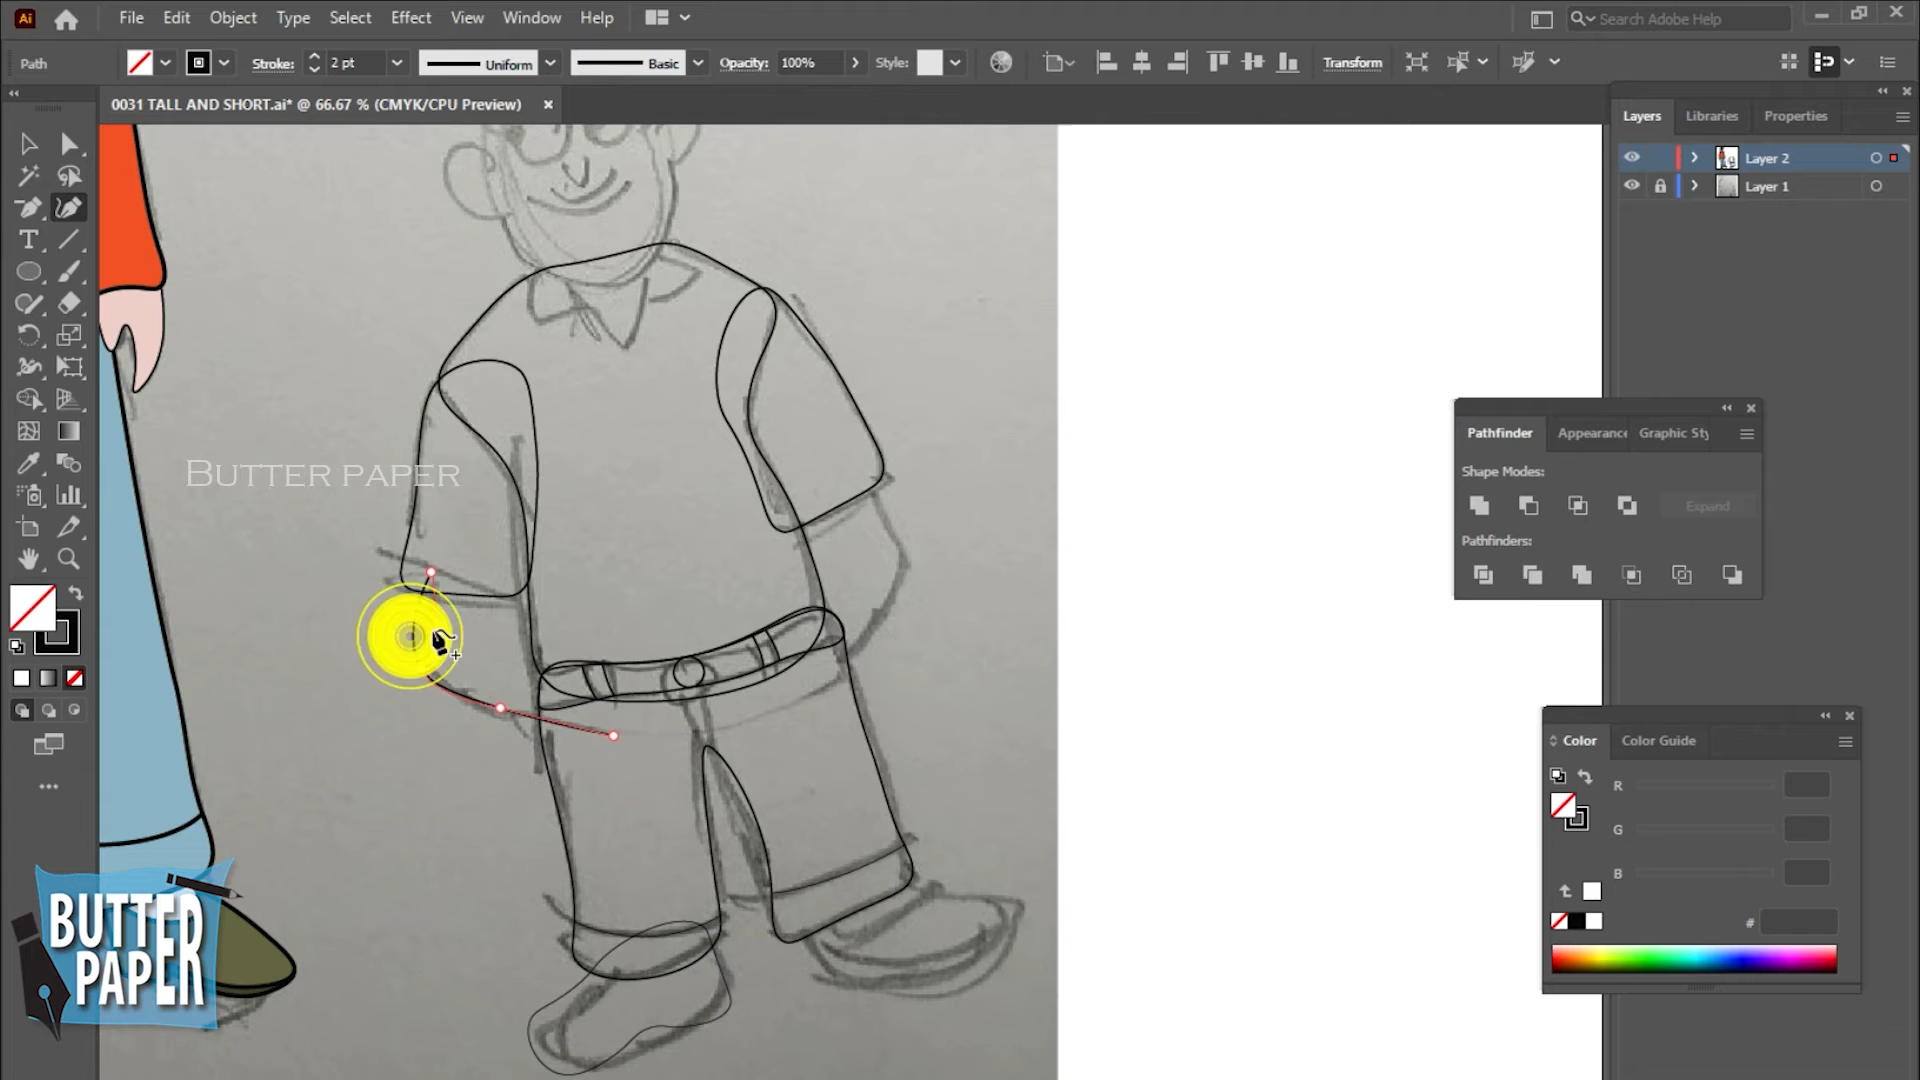 Ai File Edit Object Type Select Effect View Window Help Search Adobe Help
Path Stroke: 2 pt Uniform Basic Opacity: 100% Style: Transform
0031 TALL AND SHORT.ai* @ 66.67 % (CMYK/CPU Preview)
Layers Libraries Properties
Layer 2
Layer 1
Pathfinder Appearance Graphic Sty
Shape Modes:
Expand
Pathfinders:
BUTTER PAPER
Color Color Guide
R
G
B
#
BUTTER
PAPER